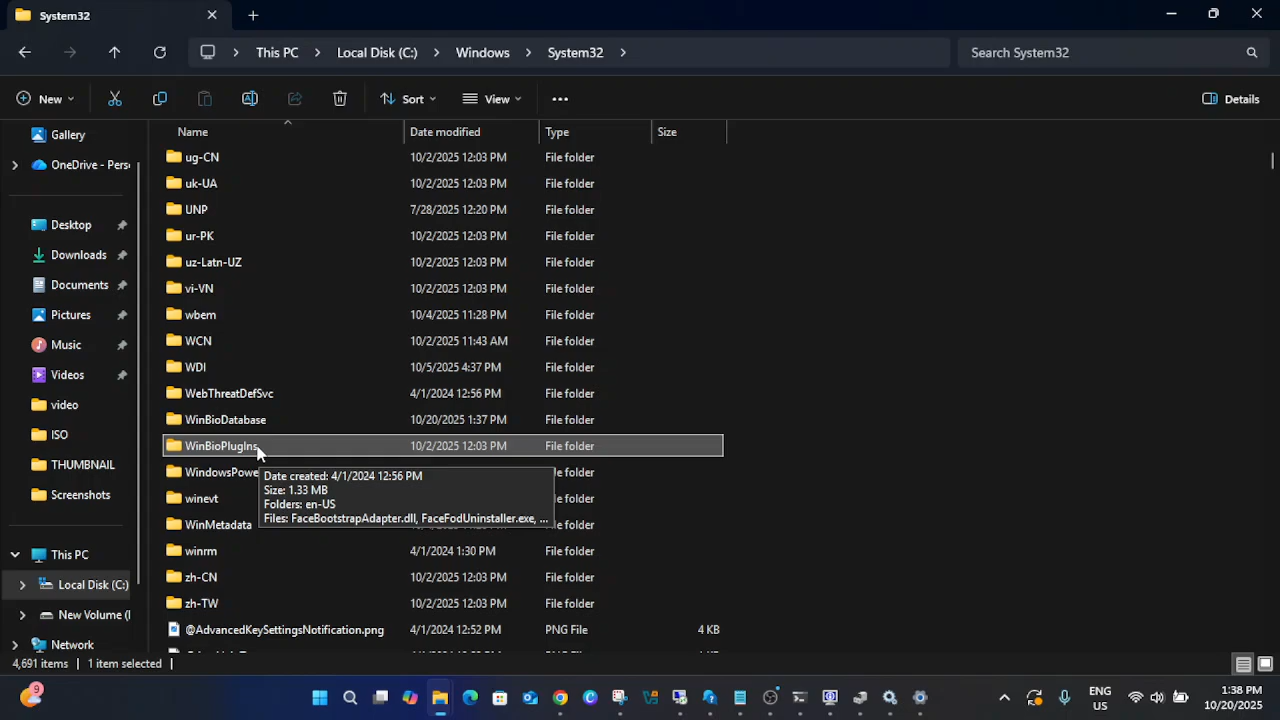 System32
This PC > Local Disk (C:) > Windows > System32 >
Search System32
New
Sort
View
Details
Name
Date modified
Type
Size
Gallery
OneDrive - Pers
Desktop
Downloads
Documents
Pictures
Music
Videos
video
ISO
THUMBNAIL
Screenshots
This PC
Local Disk (C:)
New Volume (
Network
ug-CN 10/2/2025 12:03 PM File folder
uk-UA 10/2/2025 12:03 PM File folder
UNP 7/28/2025 12:20 PM File folder
ur-PK 10/2/2025 12:03 PM File folder
uz-Latn-UZ 10/2/2025 12:03 PM File folder
vi-VN 10/2/2025 12:03 PM File folder
wbem 10/4/2025 11:28 PM File folder
WCN 10/2/2025 11:43 AM File folder
WDI 10/5/2025 4:37 PM File folder
WebThreatDefSvc 4/1/2024 12:56 PM File folder
WinBioDatabase 10/20/2025 1:37 PM File folder
WinBioPlugIns 10/2/2025 12:03 PM File folder
WindowsPowe le folder
Date created: 4/1/2024 12:56 PM
Size: 1.33 MB
Folders: en-US
Files: FaceBootstrapAdapter.dll, FaceFodUninstaller.exe, ...
winevt le folder
WinMetadata le folder
winrm 4/1/2024 1:30 PM File folder
zh-CN 10/2/2025 12:03 PM File folder
zh-TW 10/2/2025 12:03 PM File folder
@AdvancedKeySettingsNotification.png 4/1/2024 12:52 PM PNG File 4 KB
4,691 items 1 item selected
9
ENG
US
1:38 PM
10/20/2025